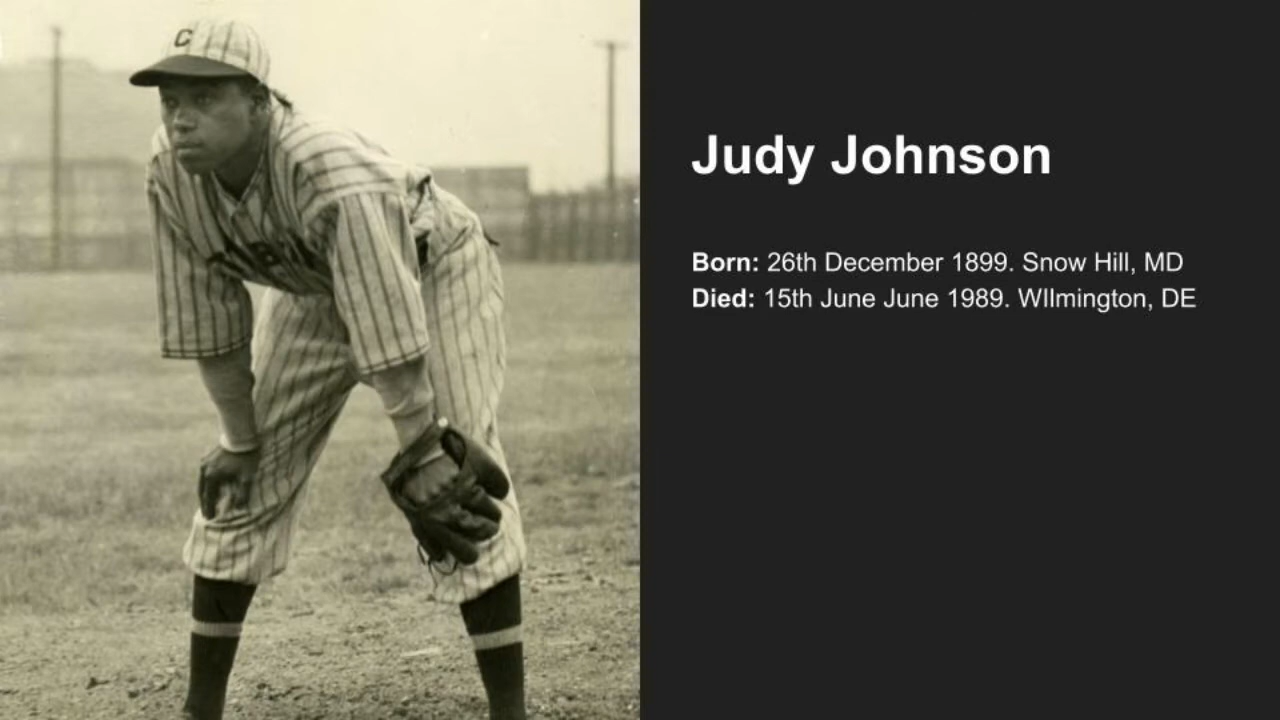 C
Judy Johnson
Born: 26th December 1899. Snow Hill, MD
Died: 15th June June 1989. WIlmington, DE